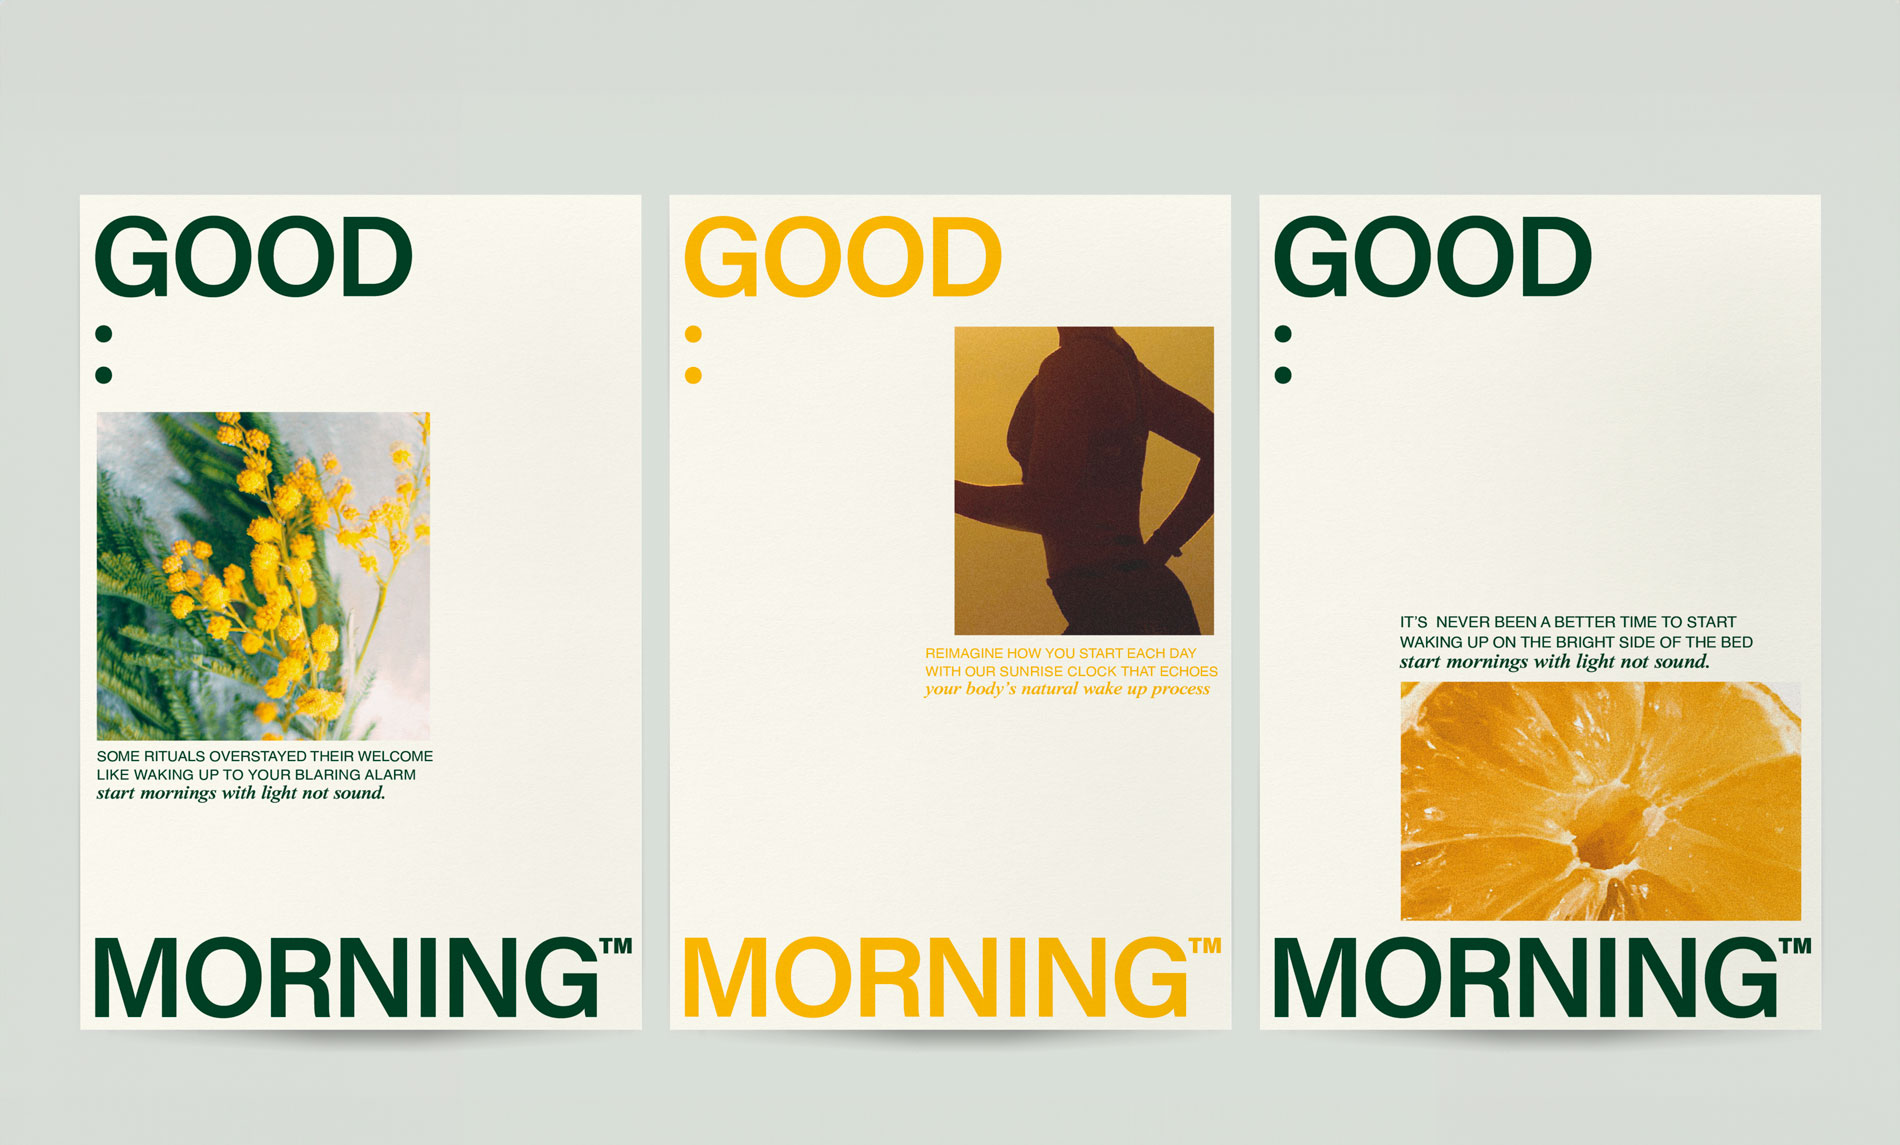 GOOD
:
SOME RITUALS OVERSTAYED THEIR WELCOME
LIKE WAKING UP TO YOUR BLARING ALARM
start mornings with light not sound.
MORNING™
GOOD
:
REIMAGINE HOW YOU START EACH DAY
WITH OUR SUNRISE CLOCK THAT ECHOES
your body's natural wake up process
MORNING™
GOOD
:
IT'S  NEVER BEEN A BETTER TIME TO START
WAKING UP ON THE BRIGHT SIDE OF THE BED
start mornings with light not sound.
MORNING™